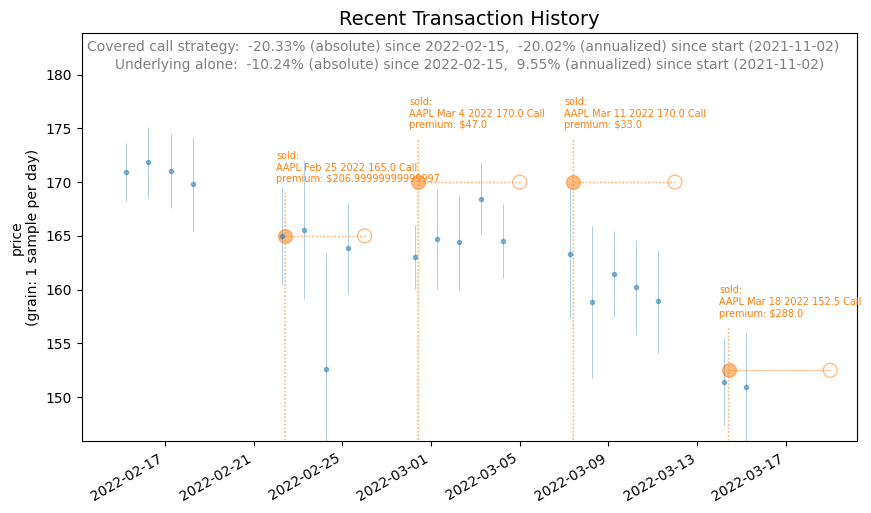 Recent Transaction History
Covered call strategy:  -20.33% (absolute) since 2022-02-15,  -20.02% (annualized) since start (2021-11-02)
Underlying alone:  -10.24% (absolute) since 2022-02-15,  9.55% (annualized) since start (2021-11-02)
180
175
170
165
160
155
150
price
(grain: 1 sample per day)
sold:
AAPL Feb 25 2022 165.0 Call
premium: $206.99999999999997
sold:
AAPL Mar 4 2022 170.0 Call
premium: $47.0
sold:
AAPL Mar 11 2022 170.0 Call
premium: $33.0
sold:
AAPL Mar 18 2022 152.5 Call
premium: $288.0
2022-02-17
2022-02-21
2022-02-25
2022-03-01
2022-03-05
2022-03-09
2022-03-13
2022-03-17